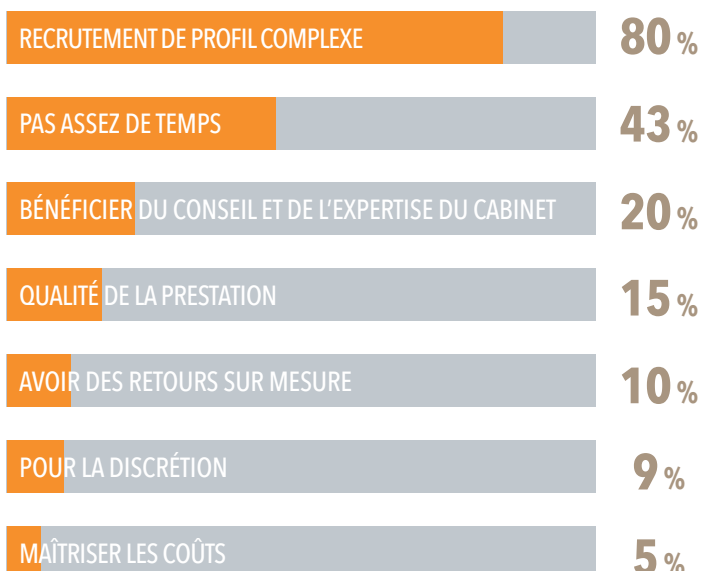 RECRUTEMENT DE PROFIL COMPLEXE 80 %
PAS ASSEZ DE TEMPS 43 %
BÉNÉFICIER DU CONSEIL ET DE L'EXPERTISE DU CABINET 20 %
QUALITÉ DE LA PRESTATION 15 %
AVOIR DES RETOURS SUR MESURE 10 %
POUR LA DISCRÉTION 9 %
MAÎTRISER LES COÛTS 5 %